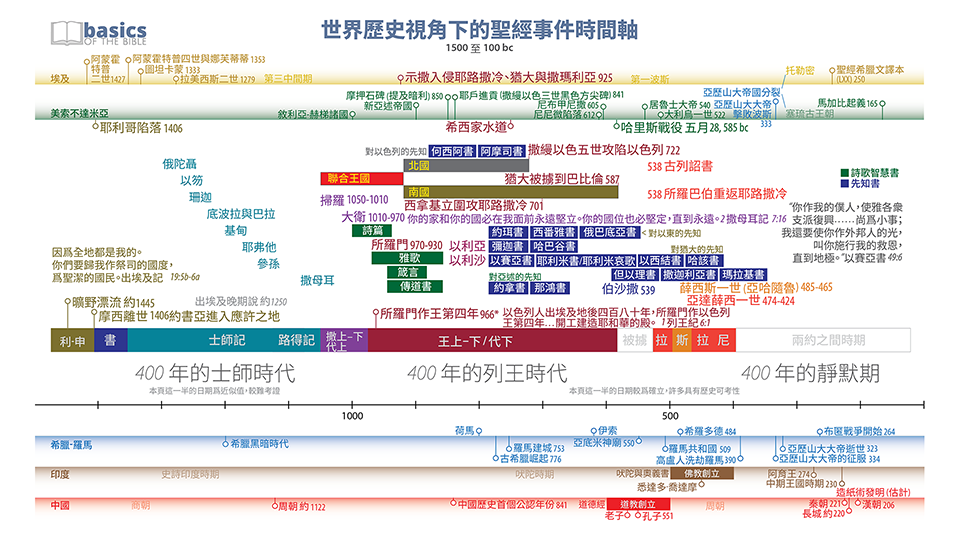 basics
OF THE BIBLE
世界歷史視角下的聖經事件時間軸
1500 至 100 bc
埃及
阿蒙霍
特普
二世1427
阿蒙霍特普四世與娜芙蒂蒂 1353
圖坦卡蒙 1333
拉美西斯二世 1279
第三中間期
示撒入侵耶路撒冷、猶大與撒瑪利亞 925
第一波斯
托勒密
聖經希臘文譯本
(LXX) 250
美索不達米亞
敘利亞-赫梯諸國
摩押石碑 (提及暗利) 850
耶戶進貢 (撒縵以色三世黑色方尖碑) 841
新亞述帝國
尼布甲尼撒 605
尼尼微陷落 612
居魯士大帝 540
大利烏一世 522
亞歷山大帝國分裂
亞歷山大大帝
擊敗波斯
333
塞琉古王朝
馬加比起義 165
耶利哥陷落 1406
希西家水道
哈里斯戰役 五月28, 585 bc
對以色列的先知
何西阿書
阿摩司書
撒縵以色五世攻陷以色列 722
俄陀聶
以笏
珊迦
底波拉與巴拉
基甸
耶弗他
參孫
撒母耳
北國
538 古列詔書
聯合王國
猶大被擄到巴比倫 587
南國
538 所羅巴伯重返耶路撒冷
詩歌智慧書
先知書
掃羅 1050-1010
西拿基立圍攻耶路撒冷 701
大衛 1010-970
你的家和你的國必在我面前永遠堅立。你的國位也必堅定，直到永遠。2 撒母耳記 7:16
“你作我的僕人，使雅各衆
支派復興……尚爲小事；
我還要使你作外邦人的光，
叫你施行我的救恩，
直到地極。”以賽亞書 49:6
詩篇
約珥書
西番雅書
俄巴底亞書
< 對以東的先知
所羅門 970-930
以利亞
彌迦書
哈巴谷書
對猶大的先知
雅歌
以利沙
以賽亞書
耶利米書/耶利米哀歌
以西結書
哈該書
箴言
對亞述的先知
但以理書
撒迦利亞書
瑪拉基書
傳道書
約拿書
那鴻書
伯沙撒 539
薛西斯一世 (亞哈隨魯) 485-465
亞達薛西一世 474-424
因爲全地都是我的。
你們要歸我作祭司的國度，
爲聖潔的國民。出埃及記 19:5b-6a
曠野漂流 約1445
出埃及晚期說 約1250
摩西離世 1406約書亞進入應許之地
所羅門作王第四年 966*
以色列人出埃及地後四百八十年，所羅門作以色列
王第四年…開工建造耶和華的殿。 1 列王紀 6:1
利-申
書
士師記
路得記
撒上-下
代上
王上-下 / 代下
被擄
拉
斯
拉
尼
兩約之間時期
400 年的士師時代
400 年的列王時代
400 年的靜默期
本頁這一半的日期爲近似值，較難考證
本頁這一半的日期較爲確立，許多具有歷史可考性
1000
500
希臘-羅馬
希臘黑暗時代
荷馬
羅馬建城 753
古希臘崛起 776
伊索
亞底米神廟 550
羅馬共和國 509
希羅多德 484
高盧人洗劫羅馬390
布匿戰爭開始 264
亞歷山大大帝逝世 323
亞歷山大大帝的征服 334
印度
史詩印度時期
吠陀時期
吠陀與奧義書
佛教創立
悉達多·喬達摩
阿育王 274
中期王國時期 230
中國
商朝
周朝 約 1122
中國歷史首個公認年份 841
道德經
道教創立
老子
孔子551
周朝
造紙術發明 (估計)
秦朝 221
漢朝 206
長城 約220